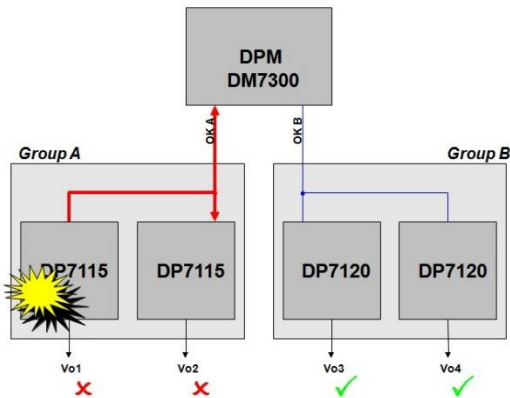 DPM
DM7300
OK A
OK B
Group A
Group B
DP7115
DP7115
DP7120
DP7120
Vo1
Vo2
Vo3
Vo4